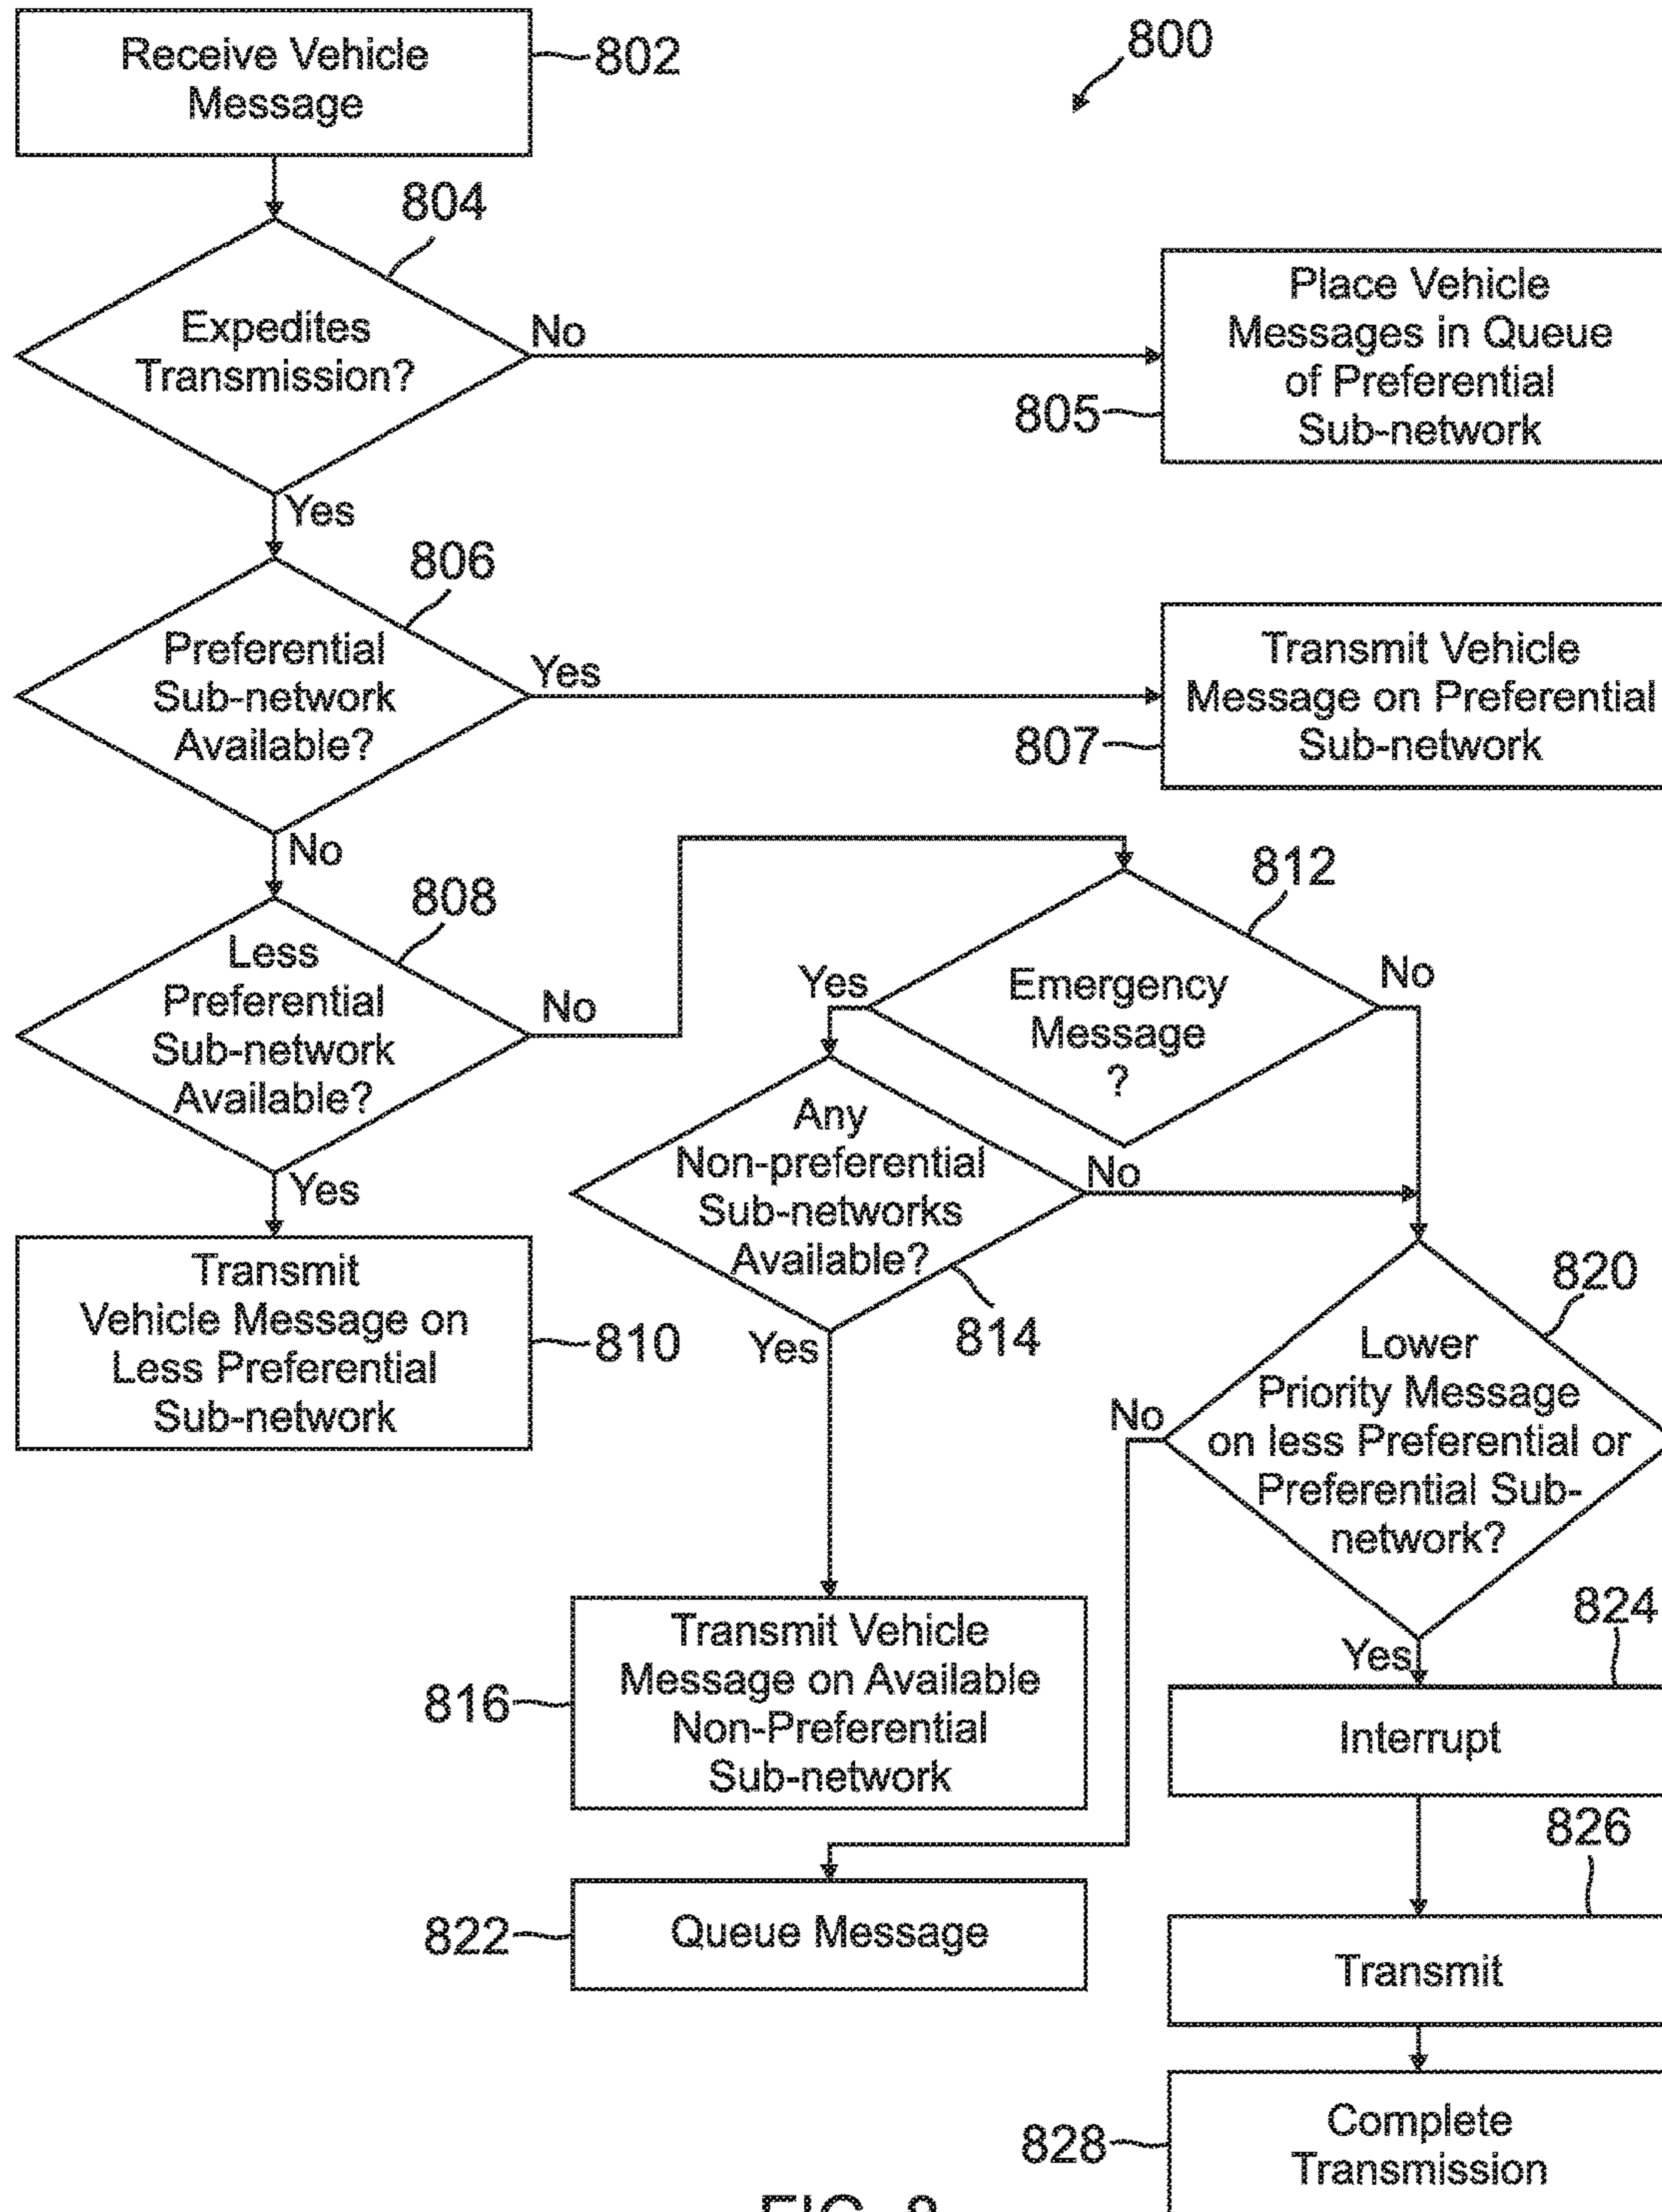 Receive Vehicle
Message
802
800
804
Expedites
Transmission?
No
Place Vehicle
Messages in Queue
of Preferential
Sub-network
805
Yes
806
Preferential
Sub-network
Available?
Yes
Transmit Vehicle
Message on Preferential
Sub-network
807
No
808
Less
Preferential
Sub-network
Available?
No
812
Emergency
Message
?
Yes
No
Any
Non-preferential
Sub-networks
Available?
No
814
Yes
Yes
Transmit
Vehicle Message on
Less Preferential
Sub-network
810
820
Lower
Priority Message
on less Preferential or
Preferential Sub-
network?
No
Yes
824
Transmit Vehicle
Message on Available
Non-Preferential
Sub-network
816
Interrupt
826
Queue Message
822
Transmit
Complete
Transmission
828
FIG. 8